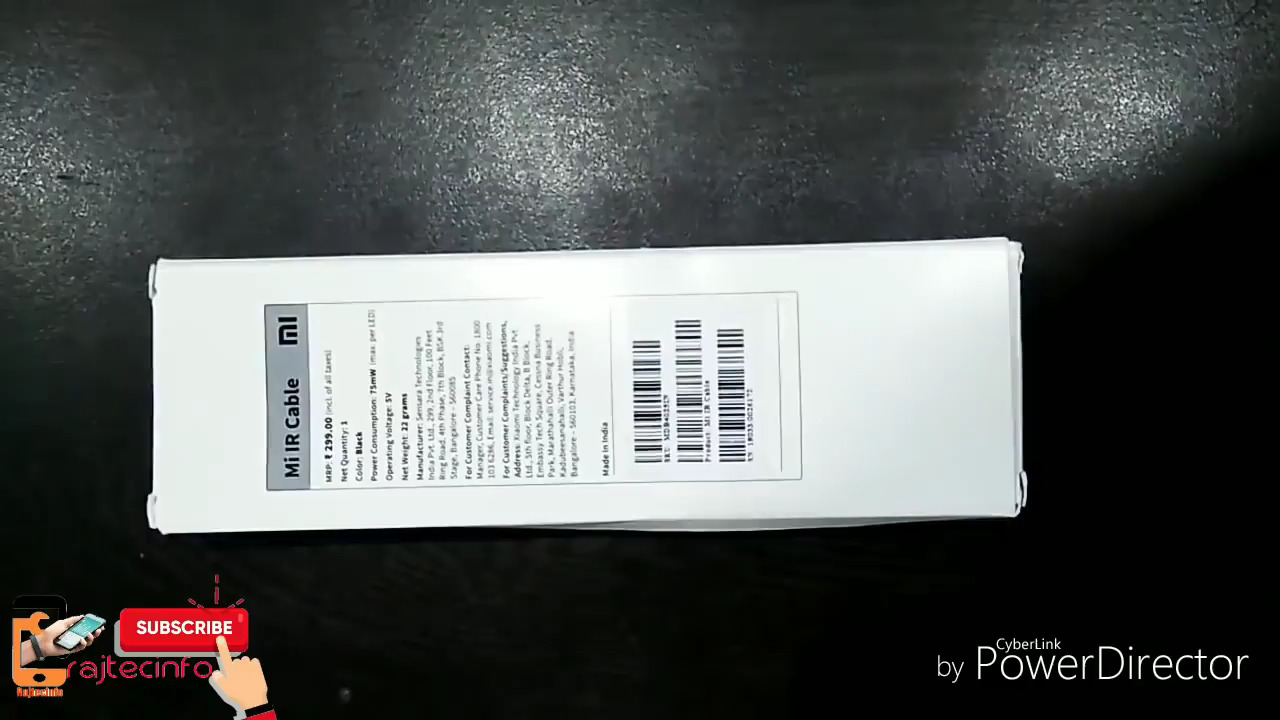 Mi IR Cable
MRP: ₹ 299.00 (incl. of all taxes)
Net Quantity: 1
Color: Black
Power Consumption: 75mW (max. per LED)
Operating Voltage: 5V
Net Weight: 22 grams
Manufacturer: Sensara Technologies
India Pvt. Ltd., 299, 2nd Floor, 100 Feet
Ring Road, 4th Phase, 7th Block, BSK 3rd
Stage, Bangalore - 560085
For Customer Complaint Contact:
Manager, Customer Care Phone No: 1800
103 6286, Email: service.in@xiaomi.com
For Customer Complaints/Suggestions,
Address: Xiaomi Technology India Pvt.
Ltd., 5th floor, Block Delta, B Block,
Embassy Tech Square, Cessna Business
Park, Marathahalli Outer Ring Road,
Kadubeesanahalli, Varthur Hobli,
Bangalore - 560103, Karnataka, India
Made in India
SKU:
Product: Mi IR Cable
SN:
SUBSCRIBE
rajtecinfo
RajTecInfo
CyberLink
by PowerDirector